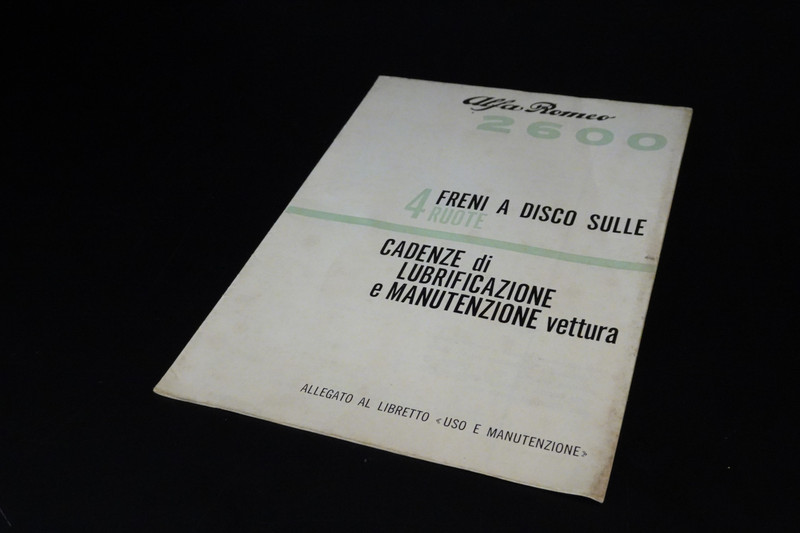 Alfa Romeo
2600
FRENI A DISCO SULLE
4 RUOTE
CADENZE di
LUBRIFICAZIONE
e MANUTENZIONE vettura
ALLEGATO AL LIBRETTO «USO E MANUTENZIONE»